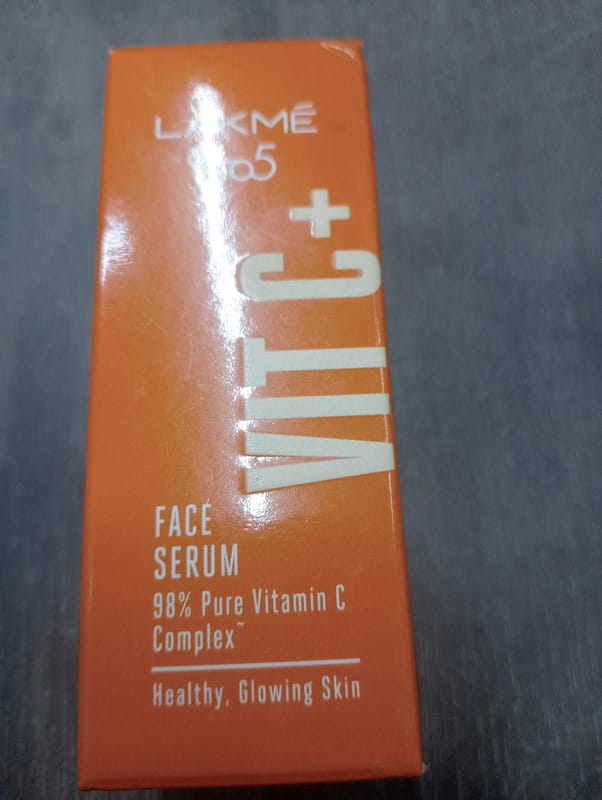 LAKMÉ
9to5
VIT C+
FACE
SERUM
98% Pure Vitamin C
Complex~
Healthy, Glowing Skin